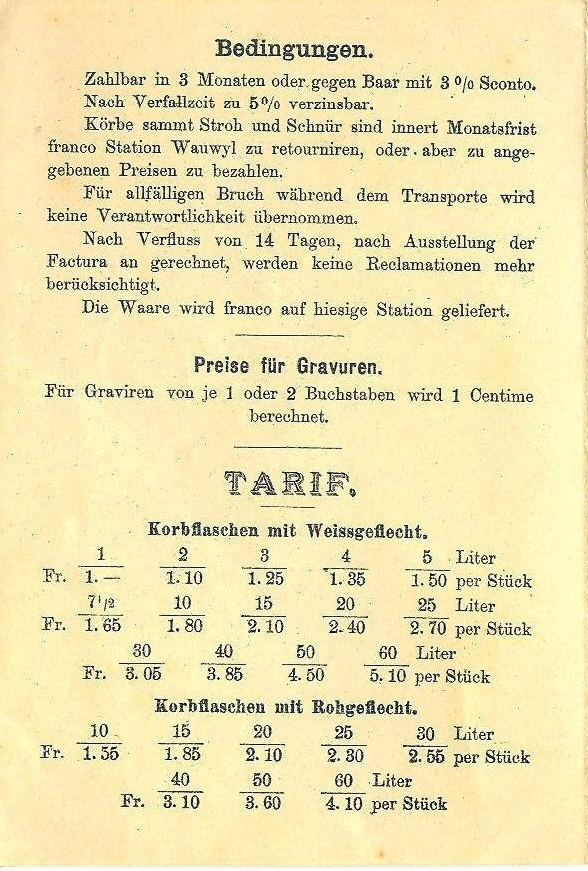 Bedingungen.
Zahlbar in 3 Monaten oder gegen Baar mit 3 % Sconto.
Nach Verfallzeit zu 5 % verzinsbar.
Körbe sammt Stroh und Schnür sind innert Monatsfrist
franco Station Wauwyl zu retourniren, oder aber zu ange-
gebenen Preisen zu bezahlen.
Für allfälligen Bruch während dem Transporte wird
keine Verantwortlichkeit übernommen.
Nach Verfluss von 14 Tagen, nach Ausstellung der
Factura an gerechnet, werden keine Reclamationen mehr
berücksichtigt.
Die Waare wird franco auf hiesige Station geliefert.
Preise für Gravuren.
Für Graviren von je 1 oder 2 Buchstaben wird 1 Centime
berechnet.
TARIF.
Korbflaschen mit Weissgeflecht.
1 2 3 4 5 Liter
Fr. 1.— 1.10 1.25 1.35 1.50 per Stück
7 1/2 10 15 20 25 Liter
Fr. 1.65 1.80 2.10 2.40 2.70 per Stück
30 40 50 60 Liter
Fr. 3.05 3.85 4.50 5.10 per Stück
Korbflaschen mit Rohgeflecht.
10 15 20 25 30 Liter
Fr. 1.55 1.85 2.10 2.30 2.55 per Stück
40 50 60 Liter
Fr. 3.10 3.60 4.10 per Stück